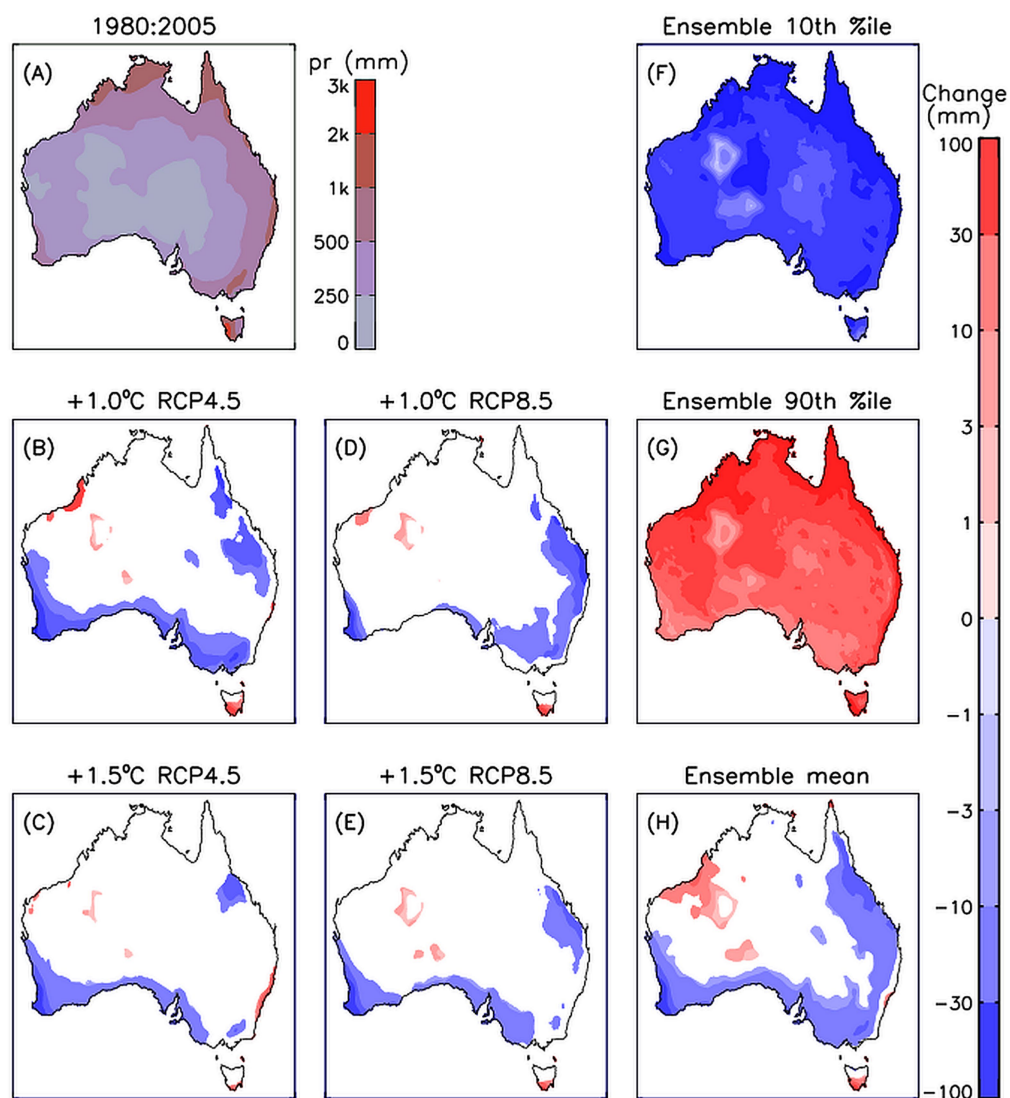 1980:2005
(A)
pr (mm)
3k
2k
1k
500
250
0
Ensemble 10th %ile
(F)
Change
(mm)
100
30
10
3
1
0
−1
−3
−10
−30
−100
+1.0°C RCP4.5
(B)
+1.0°C RCP8.5
(D)
Ensemble 90th %ile
(G)
+1.5°C RCP4.5
(C)
+1.5°C RCP8.5
(E)
Ensemble mean
(H)